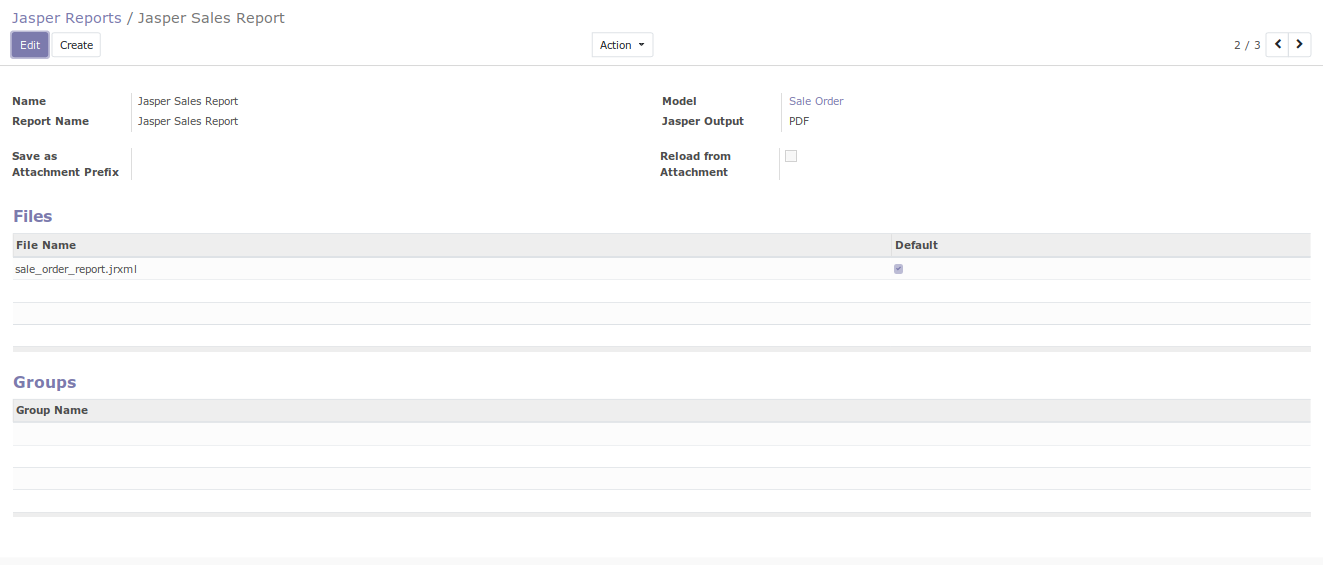 Jasper Reports / Jasper Sales Report
Edit Create Action 2 / 3
Name Jasper Sales Report Model Sale Order
Report Name Jasper Sales Report Jasper Output PDF
Save as Reload from
Attachment Prefix Attachment
Files
File Name Default
sale_order_report.jrxml
Groups
Group Name